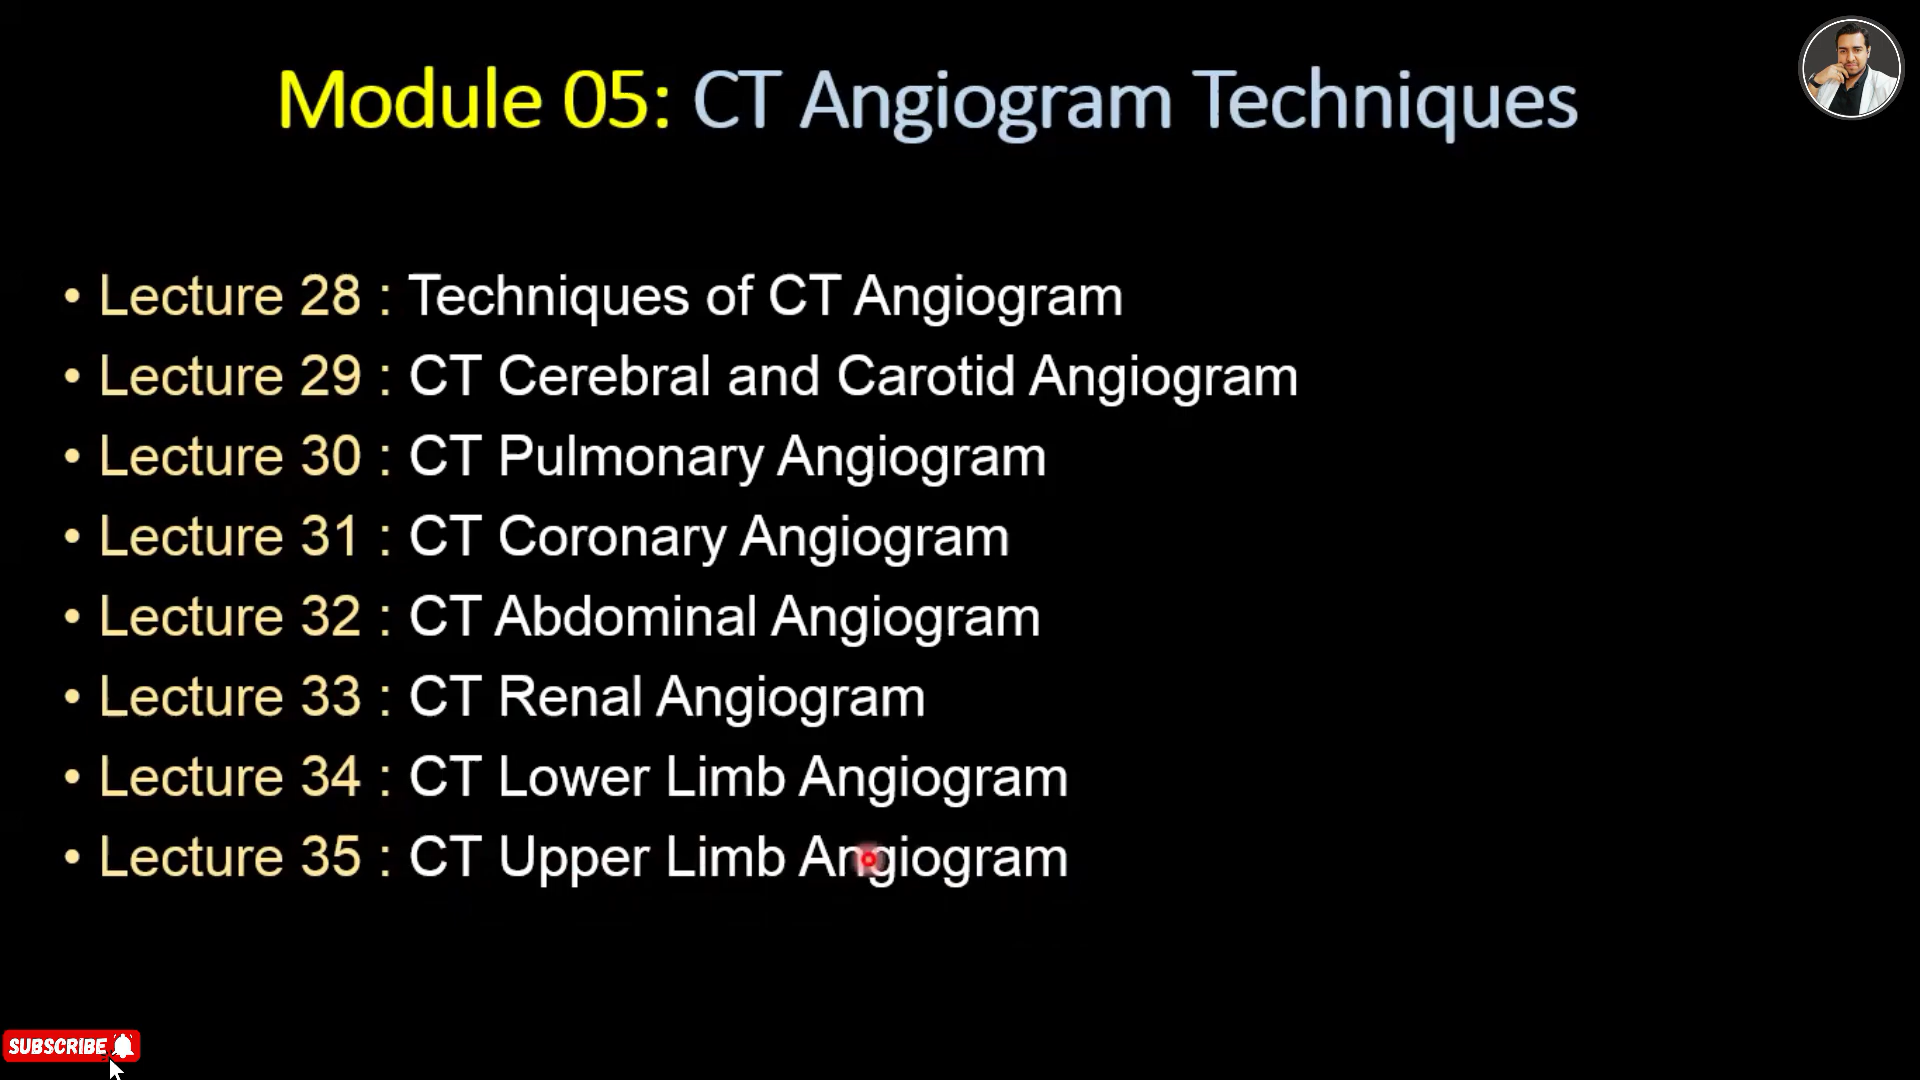 Module 05: CT Angiogram Techniques
• Lecture 28 : Techniques of CT Angiogram
• Lecture 29 : CT Cerebral and Carotid Angiogram
• Lecture 30 : CT Pulmonary Angiogram
• Lecture 31 : CT Coronary Angiogram
• Lecture 32 : CT Abdominal Angiogram
• Lecture 33 : CT Renal Angiogram
• Lecture 34 : CT Lower Limb Angiogram
• Lecture 35 : CT Upper Limb Angiogram
SUBSCRIBE